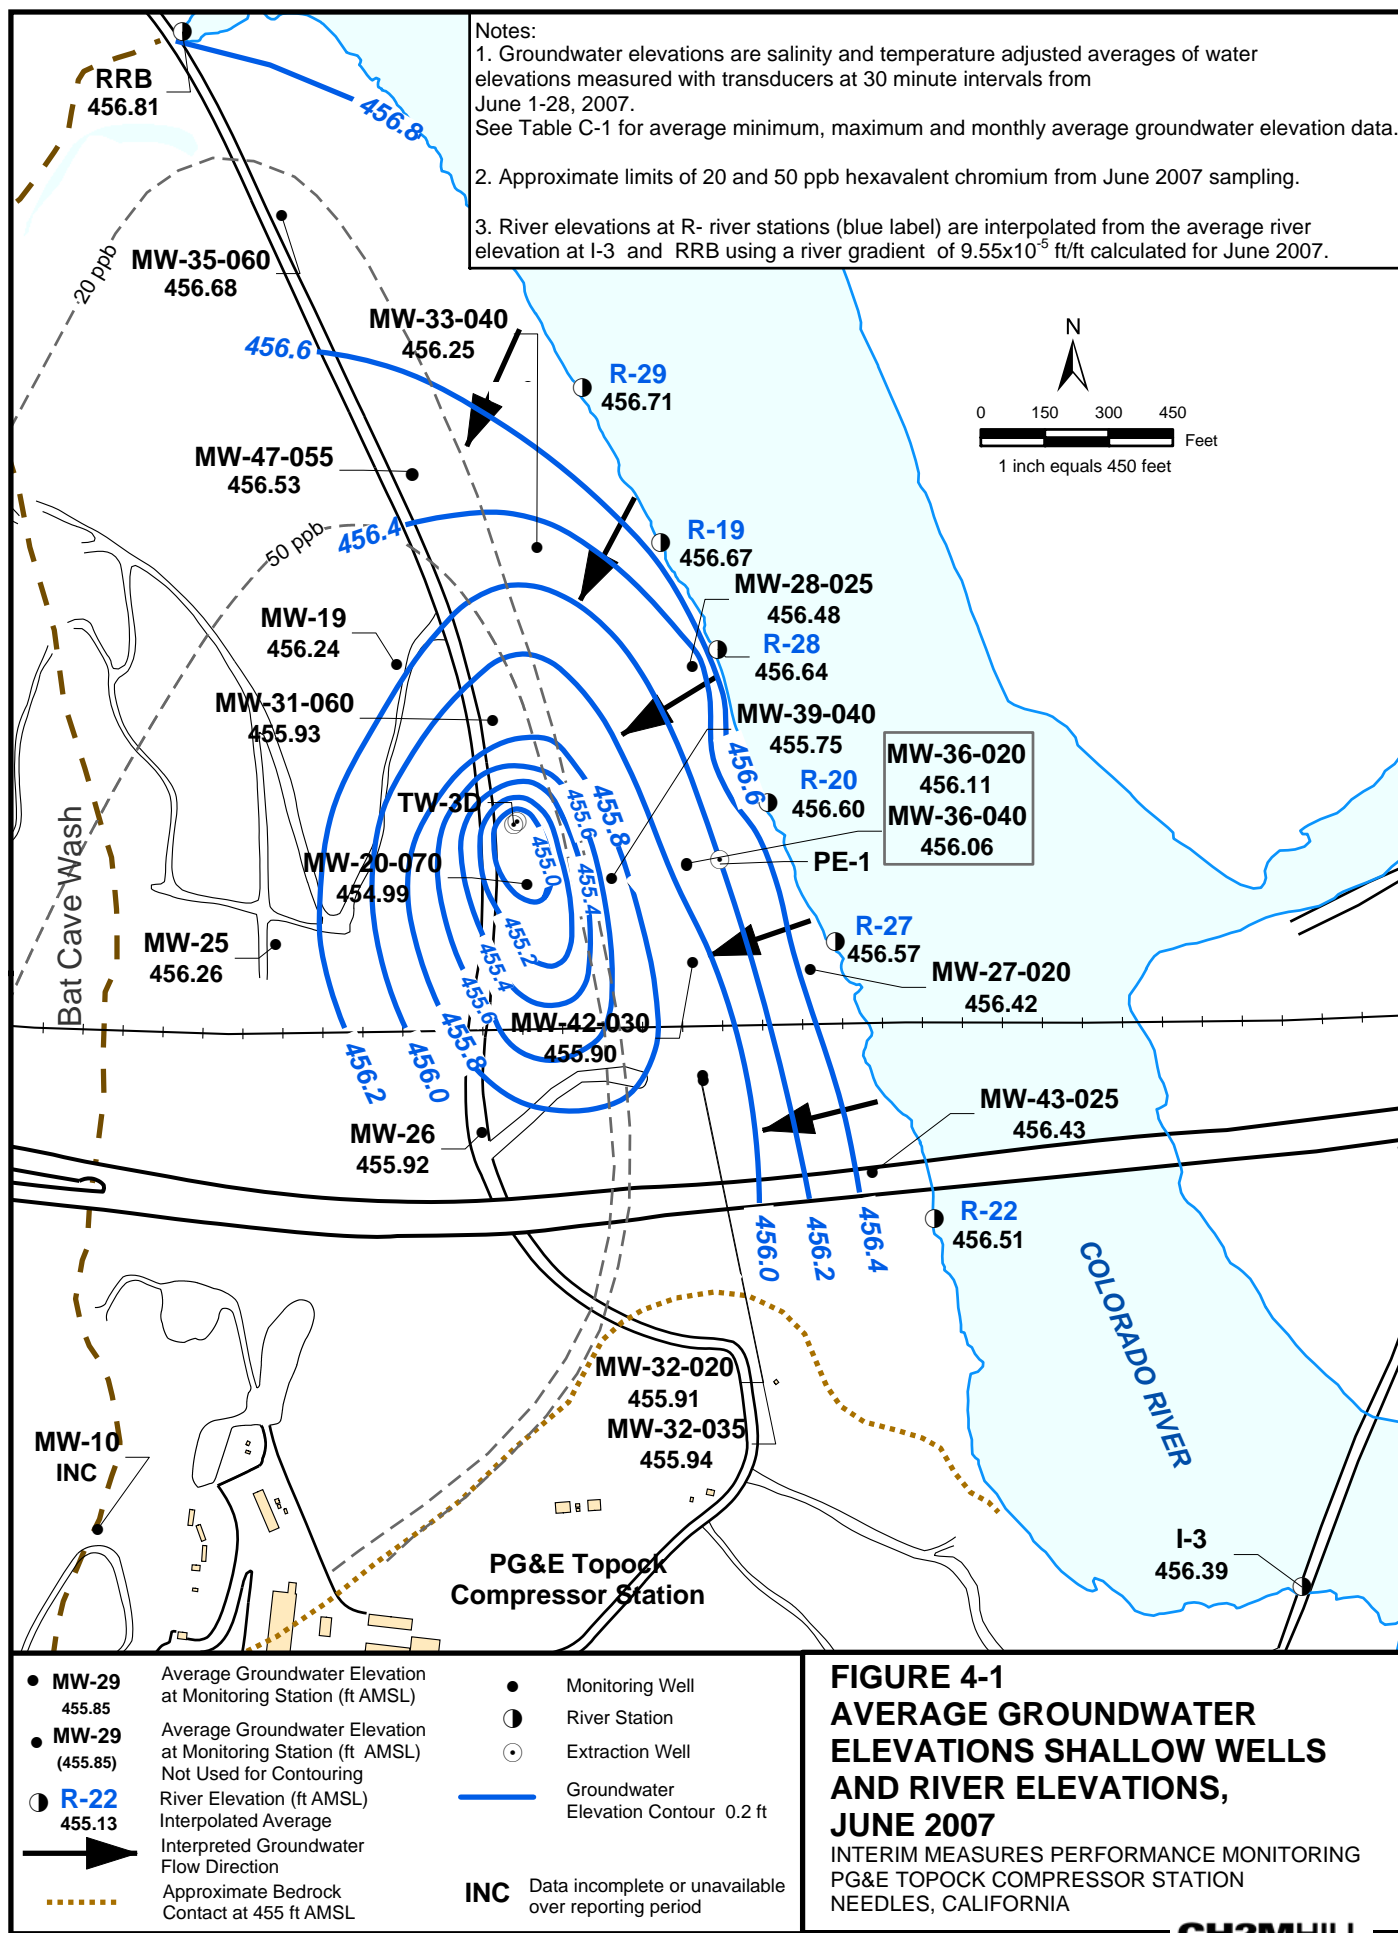 Notes:
1. Groundwater elevations are salinity and temperature adjusted averages of water
elevations measured with transducers at 30 minute intervals from
June 1-28, 2007.
See Table C-1 for average minimum, maximum and monthly average groundwater elevation data.
2. Approximate limits of 20 and 50 ppb hexavalent chromium from June 2007 sampling.
3. River elevations at R- river stations (blue label) are interpolated from the average river
elevation at I-3 and RRB using a river gradient of 9.55x10-5 ft/ft calculated for June 2007.
RRB
456.81
456.8
20 ppb
MW-35-060
456.68
MW-33-040
456.25
456.6
R-29
456.71
N
0 150 300 450
Feet
1 inch equals 450 feet
MW-47-055
456.53
50 ppb
456.4
R-19
456.67
MW-28-025
456.48
MW-19
456.24
R-28
456.64
MW-31-060
455.93
MW-39-040
455.75
456.6
MW-36-020
456.11
MW-36-040
456.06
R-20
456.60
TW-3D
455.6
455.8
455.0
455.4
PE-1
MW-20-070
454.99
Bat Cave Wash
MW-25
456.26
455.2
455.4
455.6
455.8
R-27
456.57
MW-27-020
456.42
MW-42-030
455.90
456.2
456.0
MW-43-025
456.43
MW-26
455.92
456.0
456.2
456.4
R-22
456.51
COLORADO RIVER
MW-32-020
455.91
MW-32-035
455.94
MW-10
INC
I-3
456.39
PG&E Topock
Compressor Station
MW-29
455.85
Average Groundwater Elevation
at Monitoring Station (ft AMSL)
MW-29
(455.85)
Average Groundwater Elevation
at Monitoring Station (ft AMSL)
Not Used for Contouring
R-22
455.13
River Elevation (ft AMSL)
Interpolated Average
Interpreted Groundwater
Flow Direction
Approximate Bedrock
Contact at 455 ft AMSL
Monitoring Well
River Station
Extraction Well
Groundwater
Elevation Contour 0.2 ft
INC Data incomplete or unavailable
over reporting period
FIGURE 4-1
AVERAGE GROUNDWATER
ELEVATIONS SHALLOW WELLS
AND RIVER ELEVATIONS,
JUNE 2007
INTERIM MEASURES PERFORMANCE MONITORING
PG&E TOPOCK COMPRESSOR STATION
NEEDLES, CALIFORNIA
CH2MHILL